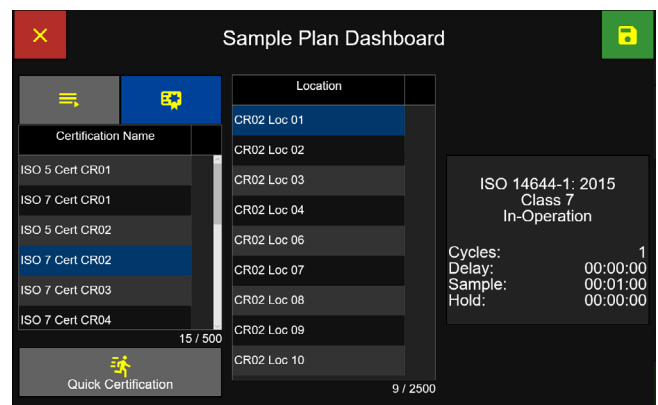 Sample Plan Dashboard
Certification Name
ISO 5 Cert CR01
ISO 7 Cert CR01
ISO 5 Cert CR02
ISO 7 Cert CR02
ISO 7 Cert CR03
ISO 7 Cert CR04
15 / 500
Quick Certification
Location
CR02 Loc 01
CR02 Loc 02
CR02 Loc 03
CR02 Loc 04
CR02 Loc 06
CR02 Loc 07
CR02 Loc 08
CR02 Loc 09
CR02 Loc 10
9 / 2500
ISO 14644-1: 2015
Class 7
In-Operation
Cycles: 1
Delay: 00:00:00
Sample: 00:01:00
Hold: 00:00:00